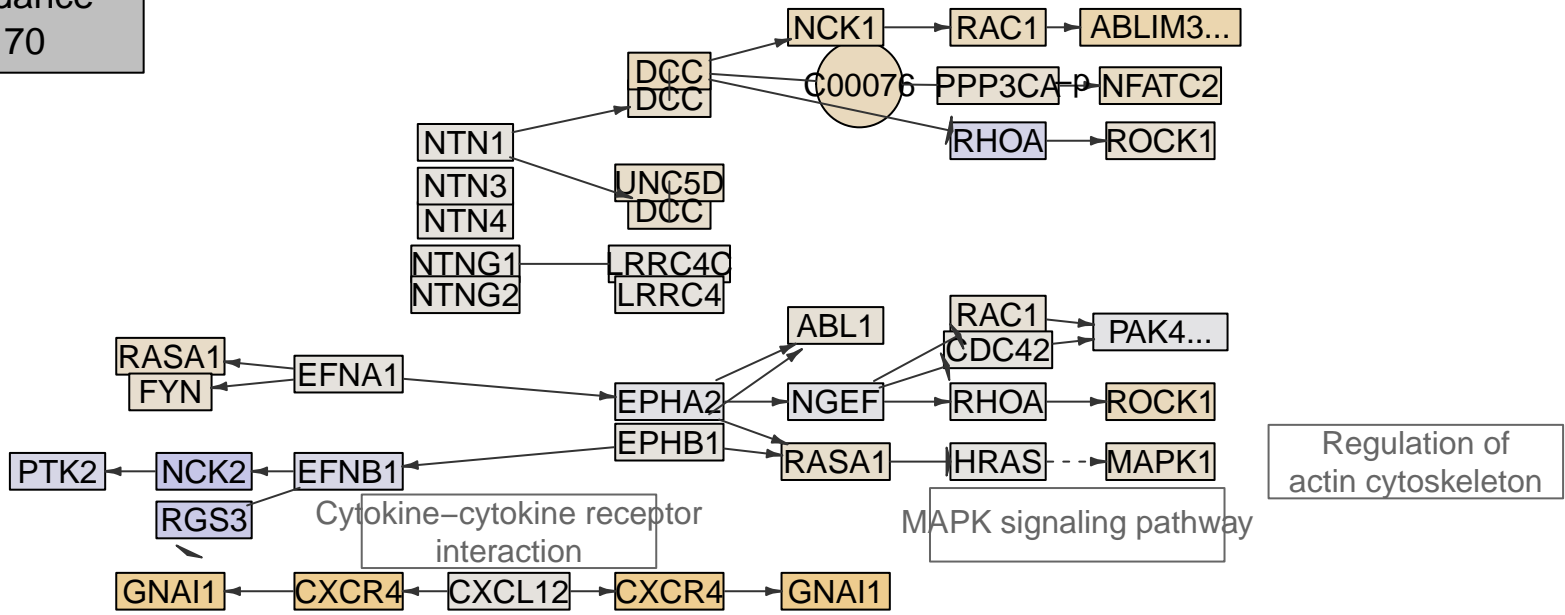 70
NCK1
RAC1
ABLIM3...
DCC
DCC
C00076
PPP3CA
+p
NFATC2
RHOA
ROCK1
NTN1
NTN3
NTN4
UNC5D
DCC
NTNG1
LRRC4C
NTNG2
LRRC4
RAC1
ABL1
CDC42
PAK4...
RASA1
FYN
EFNA1
EPHA2
NGEF
RHOA
ROCK1
EPHB1
RASA1
HRAS
MAPK1
PTK2
NCK2
EFNB1
RGS3
Regulation of
actin cytoskeleton
Cytokine−cytokine receptor
interaction
MAPK signaling pathway
GNAI1
CXCR4
CXCL12
CXCR4
GNAI1